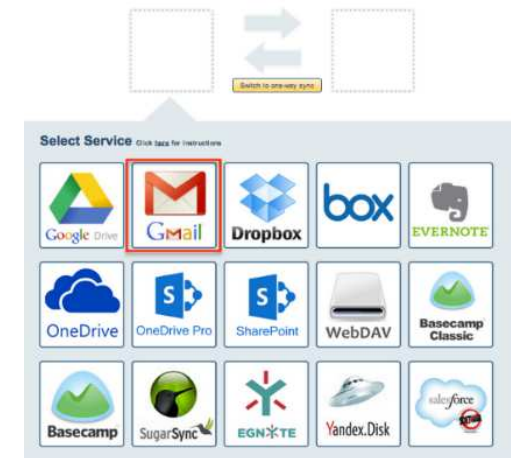 Switch to one-way sync
Select Service Click here for instructions
Google Drive
GMail
Dropbox
box
EVERNOTE
OneDrive
S
OneDrive Pro
S
SharePoint
WebDAV
Basecamp
Classic
Basecamp
SugarSync
EGNYTE
Yandex.Disk
salesforce